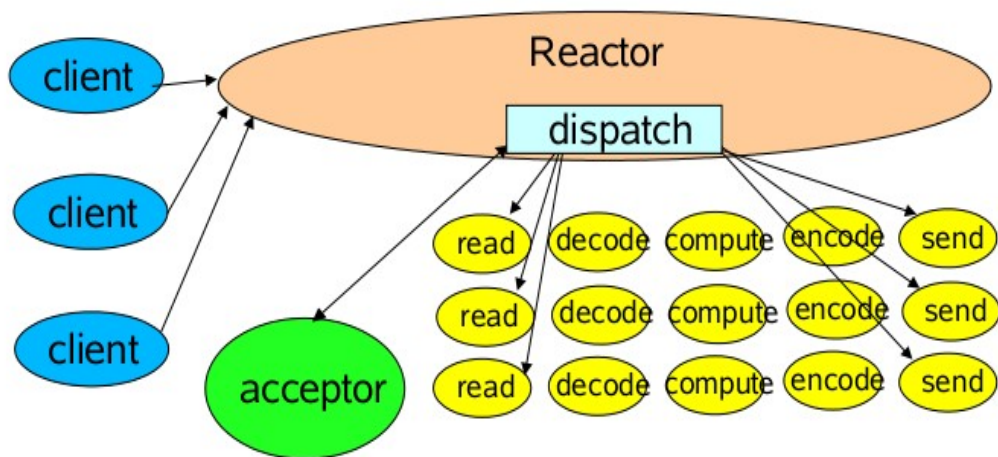 Reactor
client
dispatch
client
read decode compute encode send
read decode compute encode send
client
acceptor
read decode compute encode send